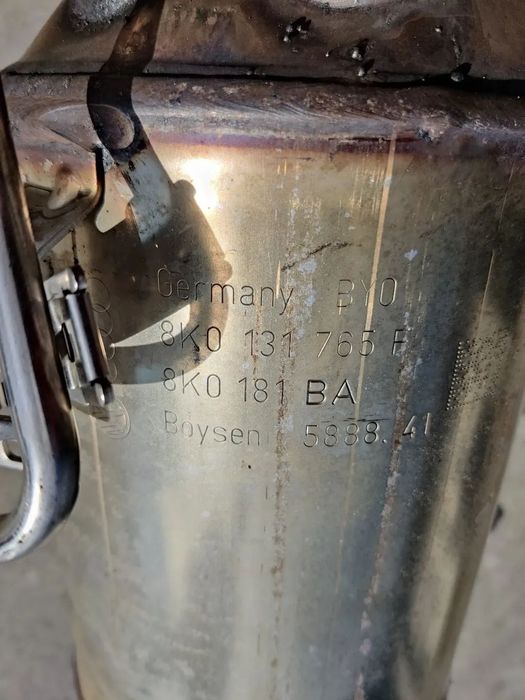 Germany BYO
8K0 131 765 F
8K0 181 BA
Boysen 5888.41